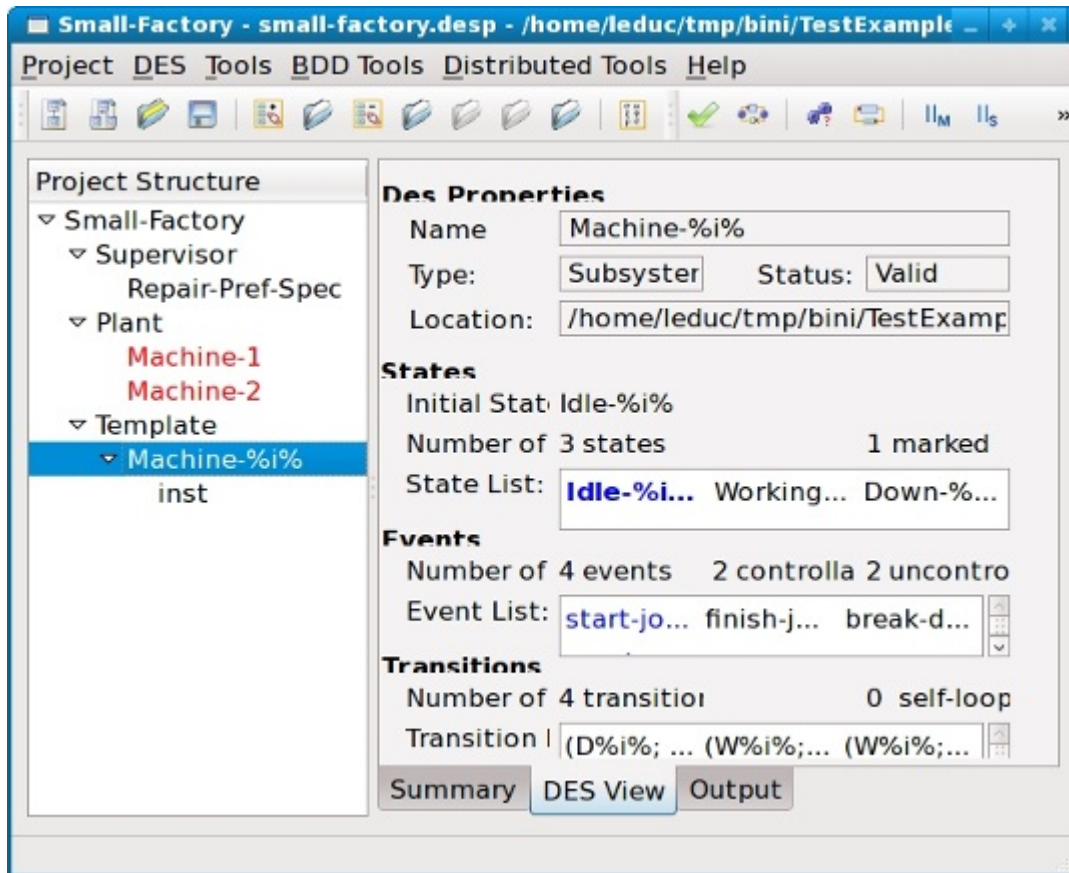 Small-Factory - small-factory.desp - /home/leduc/tmp/bini/TestExample
Project DES Tools BDD Tools Distributed Tools Help
||M ||s »
Project Structure
Small-Factory
Supervisor
Repair-Pref-Spec
Plant
Machine-1
Machine-2
Template
Machine-%i%
inst
Des Properties
Name Machine-%i%
Type: Subsyster Status: Valid
Location: /home/leduc/tmp/bini/TestExamp
States
Initial Stat Idle-%i%
Number of 3 states 1 marked
State List: Idle-%i... Working... Down-%...
Events
Number of 4 events 2 controlla 2 uncontro
Event List: start-jo... finish-j... break-d...
Transitions
Number of 4 transition 0 self-loop
Transition (D%i%; ... (W%i%;... (W%i%;...
Summary DES View Output